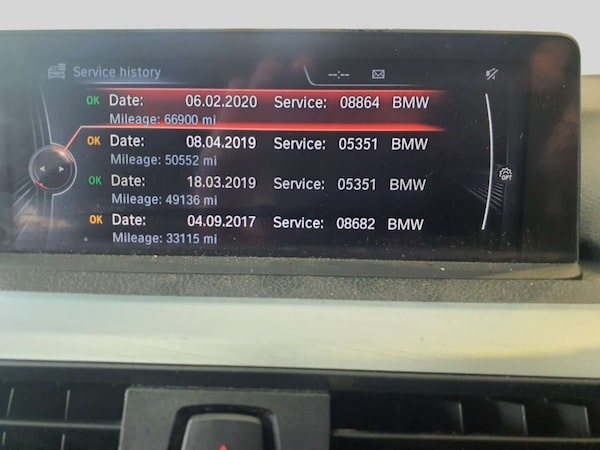 Service history --:--
OK Date: 06.02.2020 Service: 08864 BMW
Mileage: 66900 mi
OK Date: 08.04.2019 Service: 05351 BMW
Mileage: 50552 mi
OK Date: 18.03.2019 Service: 05351 BMW
Mileage: 49136 mi
OK Date: 04.09.2017 Service: 08682 BMW
Mileage: 33115 mi
OFF